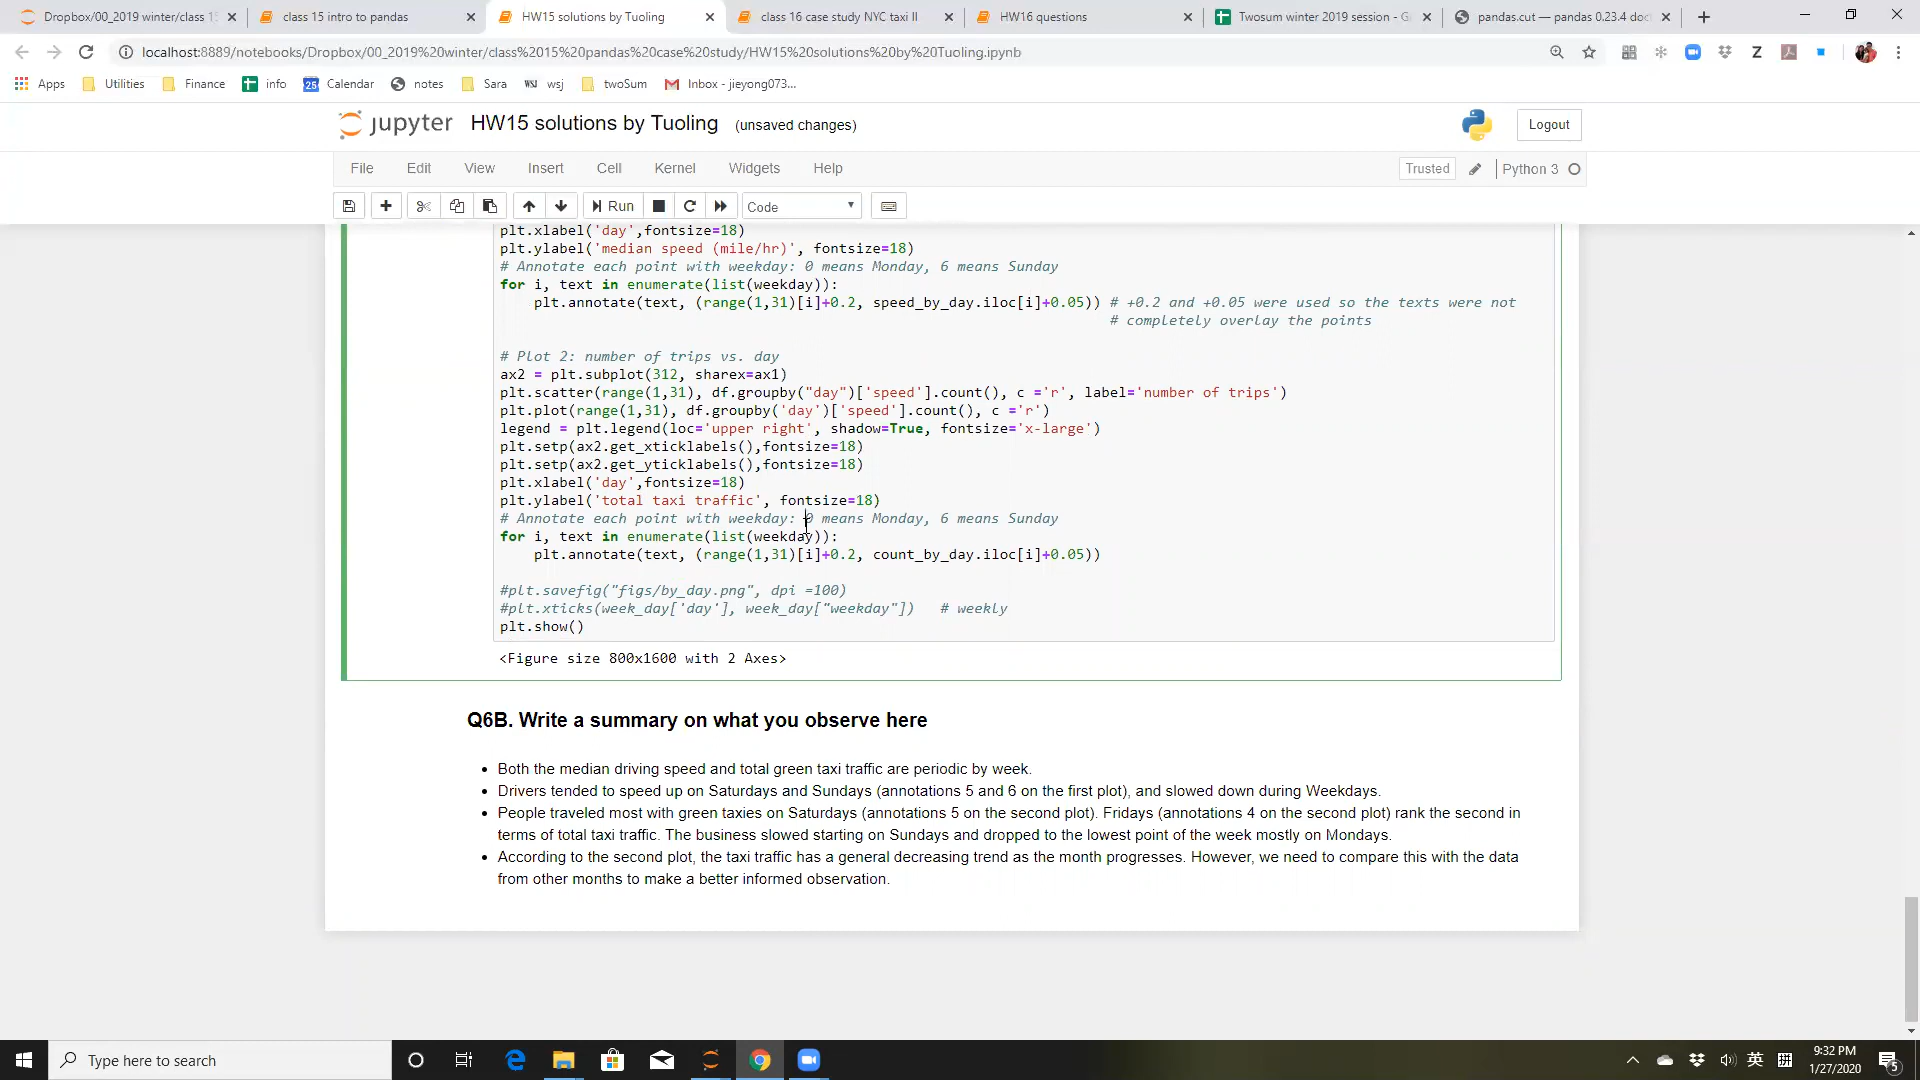 Dropbox/00_2019 winter/class 15
class 15 intro to pandas
HW15 solutions by Tuoling
class 16 case study NYC taxi II
HW16 questions
Twosum winter 2019 session - G
pandas.cut — pandas 0.23.4 doc
localhost:8889/notebooks/Dropbox/00_2019%20winter/class%2015%20pandas%20case%20study/HW15%20solutions%20by%20Tuoling.ipynb
Apps Utilities Finance info Calendar notes Sara wsj twoSum Inbox - jieyong073...
jupyter HW15 solutions by Tuoling (unsaved changes) Logout
File Edit View Insert Cell Kernel Widgets Help Trusted Python 3
Run Code
plt.xlabel('day',fontsize=18)
plt.ylabel('median speed (mile/hr)', fontsize=18)
# Annotate each point with weekday: 0 means Monday, 6 means Sunday
for i, text in enumerate(list(weekday)):
    plt.annotate(text, (range(1,31)[i]+0.2, speed_by_day.iloc[i]+0.05)) # +0.2 and +0.05 were used so the texts were not
# completely overlay the points
# Plot 2: number of trips vs. day
ax2 = plt.subplot(312, sharex=ax1)
plt.scatter(range(1,31), df.groupby("day")['speed'].count(), c ='r', label='number of trips')
plt.plot(range(1,31), df.groupby('day')['speed'].count(), c ='r')
legend = plt.legend(loc='upper right', shadow=True, fontsize='x-large')
plt.setp(ax2.get_xticklabels(),fontsize=18)
plt.setp(ax2.get_yticklabels(),fontsize=18)
plt.xlabel('day',fontsize=18)
plt.ylabel('total taxi traffic', fontsize=18)
# Annotate each point with weekday: 0 means Monday, 6 means Sunday
for i, text in enumerate(list(weekday)):
    plt.annotate(text, (range(1,31)[i]+0.2, count_by_day.iloc[i]+0.05))
#plt.savefig("figs/by_day.png", dpi =100)
#plt.xticks(week_day['day'], week_day["weekday"])   # weekly
plt.show()
<Figure size 800x1600 with 2 Axes>
Q6B. Write a summary on what you observe here
• Both the median driving speed and total green taxi traffic are periodic by week.
• Drivers tended to speed up on Saturdays and Sundays (annotations 5 and 6 on the first plot), and slowed down during Weekdays.
• People traveled most with green taxies on Saturdays (annotations 5 on the second plot). Fridays (annotations 4 on the second plot) rank the second in
terms of total taxi traffic. The business slowed starting on Sundays and dropped to the lowest point of the week mostly on Mondays.
• According to the second plot, the taxi traffic has a general decreasing trend as the month progresses. However, we need to compare this with the data
from other months to make a better informed observation.
Type here to search
英
拼
9:32 PM
1/27/2020
5